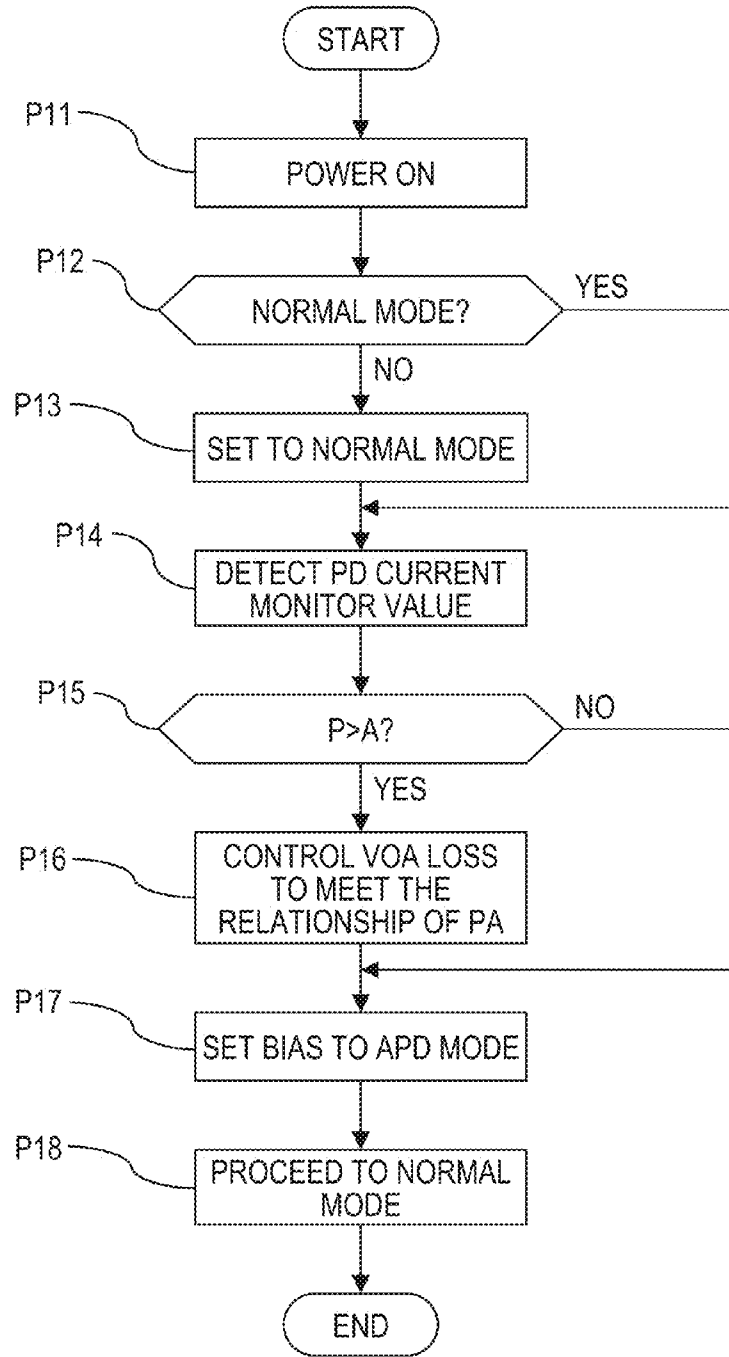 START
P11
POWER ON
P12
NORMAL MODE?
YES
NO
P13
SET TO NORMAL MODE
P14
DETECT PD CURRENT
MONITOR VALUE
P15
P>A?
NO
YES
P16
CONTROL VOA LOSS
TO MEET THE
RELATIONSHIP OF PA
P17
SET BIAS TO APD MODE
P18
PROCEED TO NORMAL
MODE
END